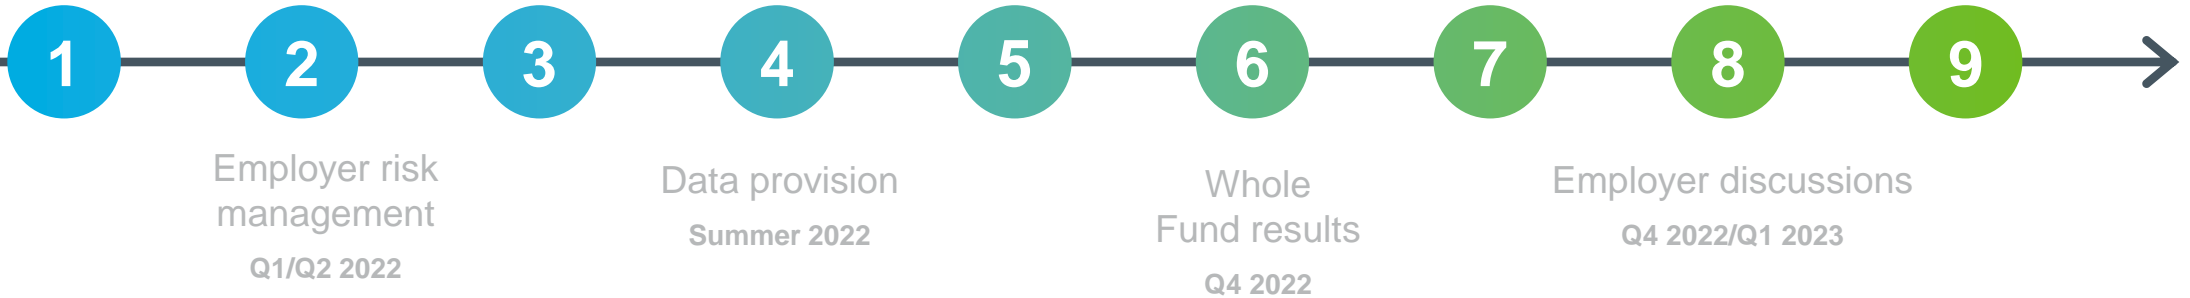 1
2
3
4
5
6
7
8
9
Employer risk
management
Q1/Q2 2022
Data provision
Summer 2022
Whole
Fund results
Q4 2022
Employer discussions
Q4 2022/Q1 2023